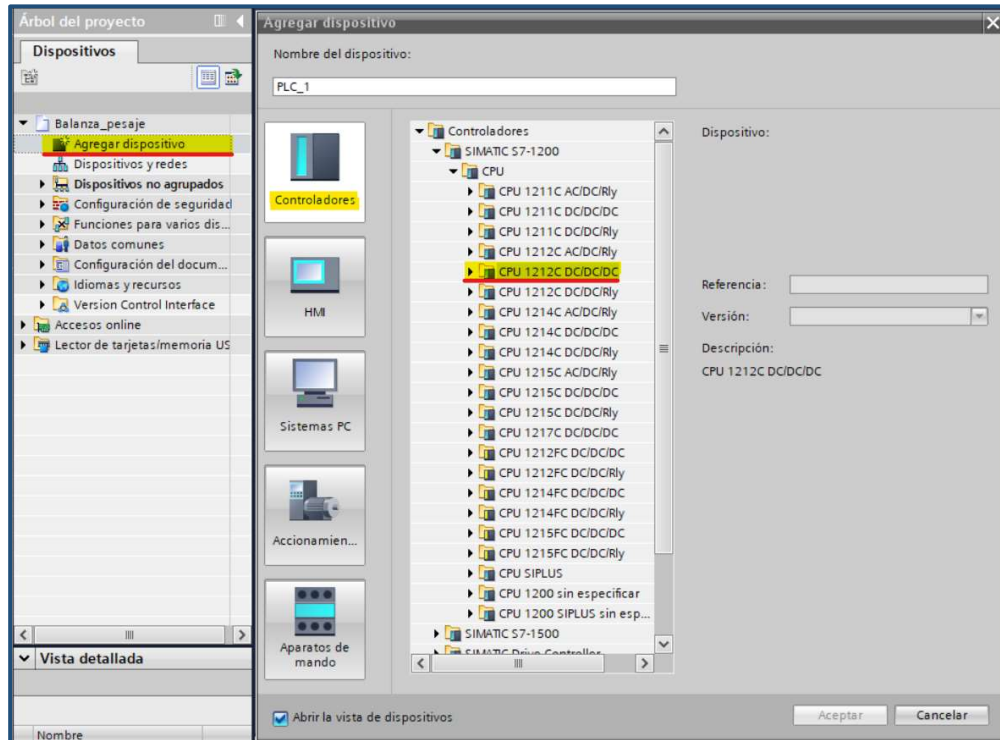 Árbol del proyecto
Dispositivos
Balanza_pesaje
Agregar dispositivo
Dispositivos y redes
Dispositivos no agrupados
Configuración de seguridad
Funciones para varios dis...
Datos comunes
Configuración del docum...
Idiomas y recursos
Version Control Interface
Accesos online
Lector de tarjetas/memoria US
Vista detallada
Nombre
Agregar dispositivo
Nombre del dispositivo:
PLC_1
Controladores
HMI
Sistemas PC
Accionamien...
Aparatos de
mando
Controladores
SIMATIC S7-1200
CPU
CPU 1211C AC/DC/Rly
CPU 1211C DC/DC/DC
CPU 1211C DC/DC/Rly
CPU 1212C AC/DC/Rly
CPU 1212C DC/DC/DC
CPU 1212C DC/DC/Rly
CPU 1214C AC/DC/Rly
CPU 1214C DC/DC/DC
CPU 1214C DC/DC/Rly
CPU 1215C AC/DC/Rly
CPU 1215C DC/DC/DC
CPU 1215C DC/DC/Rly
CPU 1217C DC/DC/DC
CPU 1212FC DC/DC/DC
CPU 1212FC DC/DC/Rly
CPU 1214FC DC/DC/DC
CPU 1214FC DC/DC/Rly
CPU 1215FC DC/DC/DC
CPU 1215FC DC/DC/Rly
CPU SIPLUS
CPU 1200 sin especificar
CPU 1200 SIPLUS sin esp...
SIMATIC S7-1500
SIMATIC Drive Controller
Dispositivo:
Referencia:
Versión:
Descripción:
CPU 1212C DC/DC/DC
Abrir la vista de dispositivos
Aceptar
Cancelar